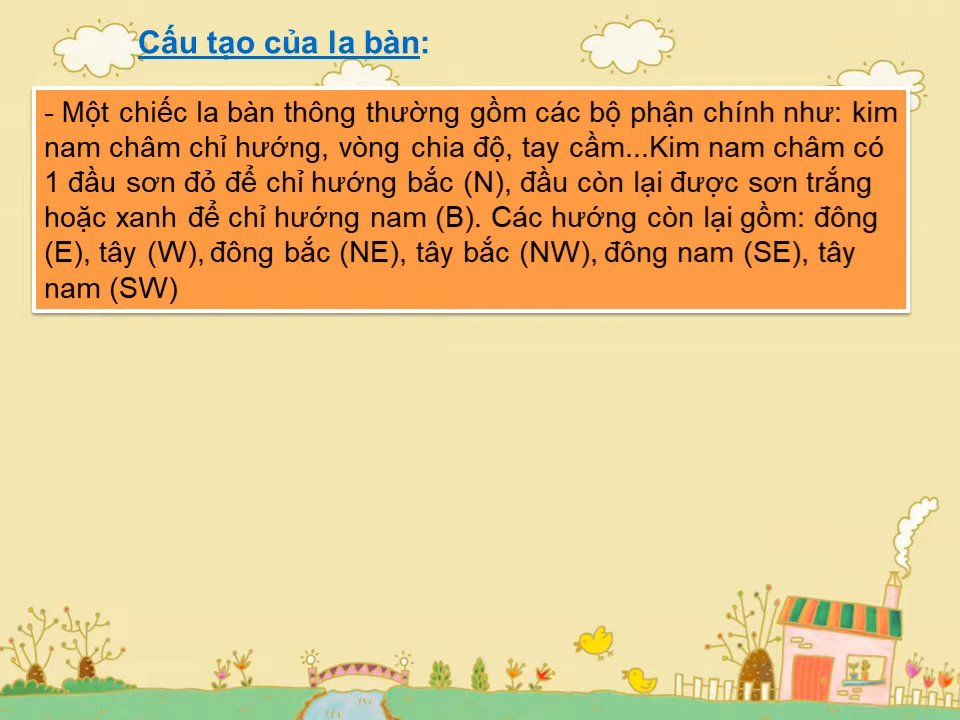 Cấu tạo của la bàn:
- Một chiếc la bàn thông thường gồm các bộ phận chính như: kim
nam châm chỉ hướng, vòng chia độ, tay cầm...Kim nam châm có
1 đầu sơn đỏ để chỉ hướng bắc (N), đầu còn lại được sơn trắng
hoặc xanh để chỉ hướng nam (B). Các hướng còn lại gồm: đông
(E), tây (W), đông bắc (NE), tây bắc (NW), đông nam (SE), tây
nam (SW)